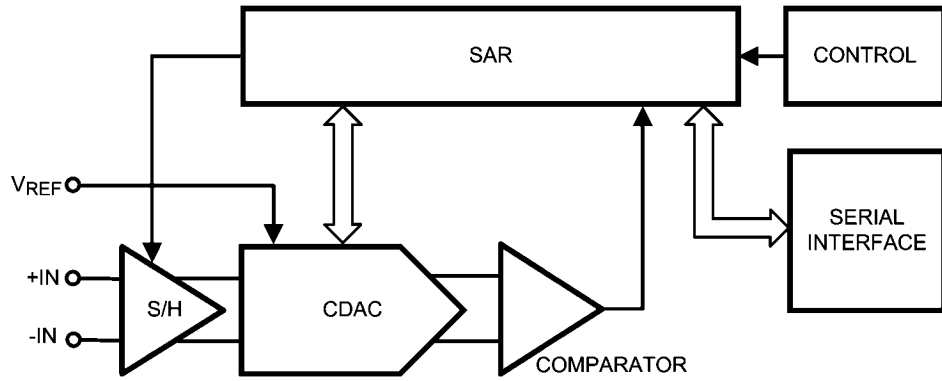 SAR
CONTROL
VREF
SERIAL
INTERFACE
+IN
S/H
CDAC
-IN
COMPARATOR